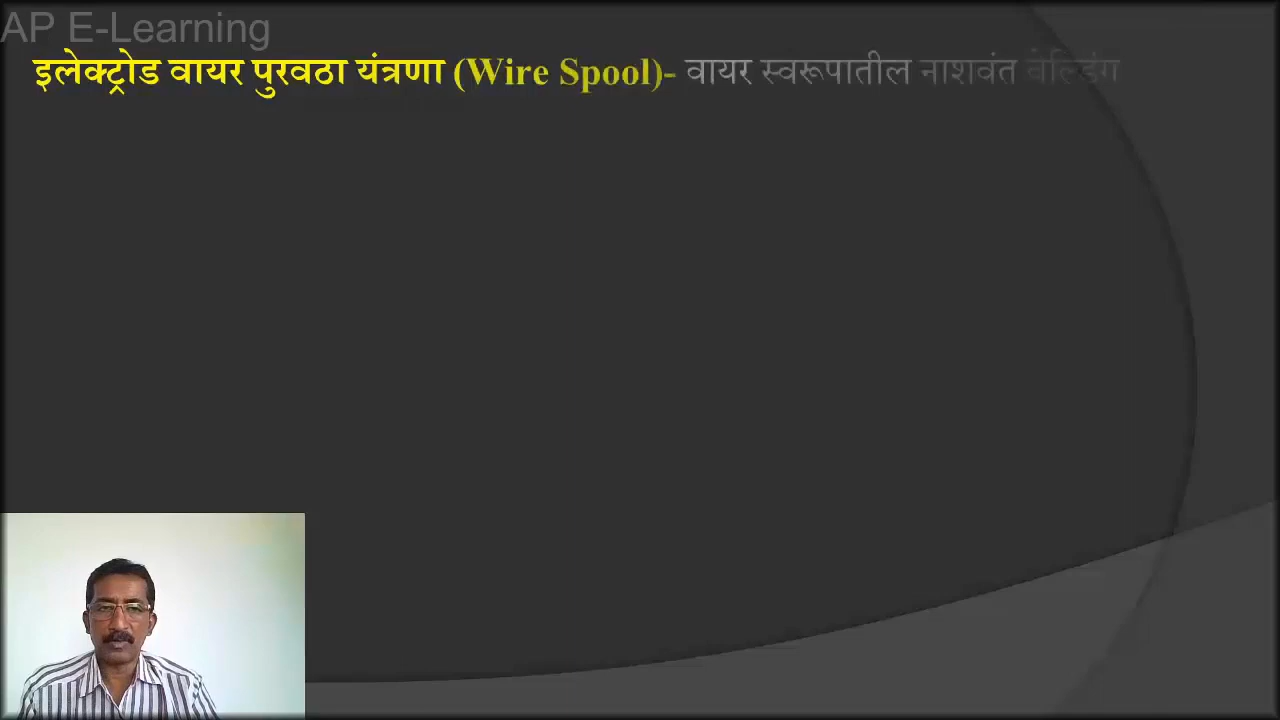 AP E-Learning
इलेक्ट्रोड वायर पुरवठा यंत्रणा (Wire Spool)- वायर स्वरूपातील नाशवंत वेल्डिंग